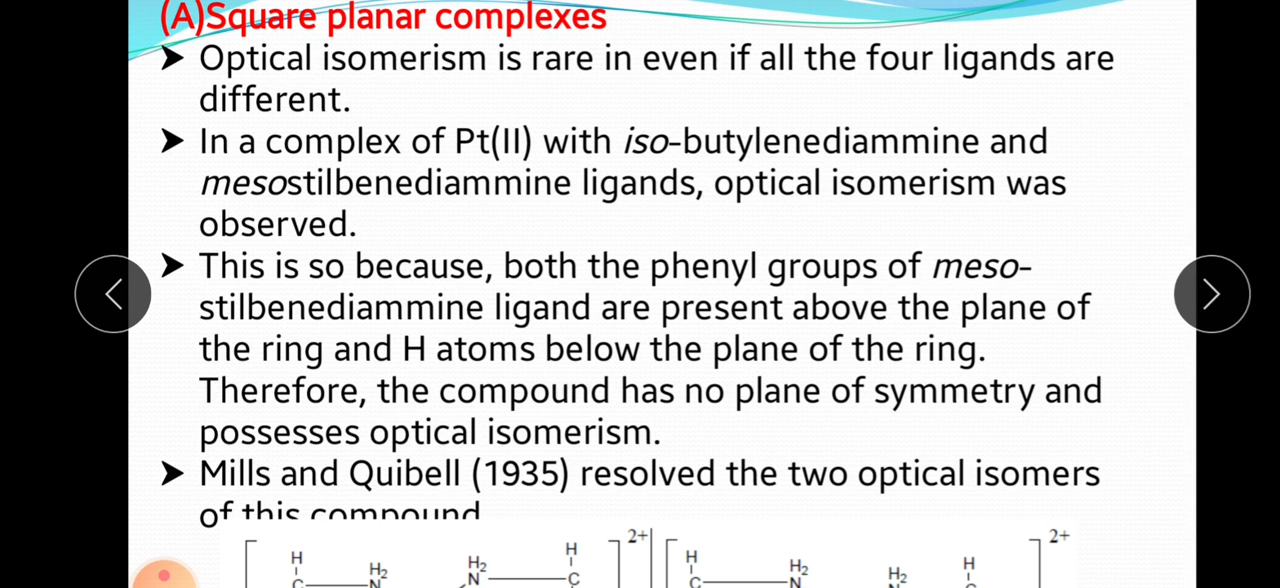 (A)Square planar complexes
➤ Optical isomerism is rare in even if all the four ligands are
different.
➤ In a complex of Pt(II) with iso-butylenediammine and
mesostilbenediammine ligands, optical isomerism was
observed.
➤ This is so because, both the phenyl groups of meso-
stilbenediammine ligand are present above the plane of
the ring and H atoms below the plane of the ring.
Therefore, the compound has no plane of symmetry and
possesses optical isomerism.
➤ Mills and Quibell (1935) resolved the two optical isomers
of this compound
2+ 2+
H H₂ H₂ H H H₂ H₂ H
C N N C C N N C